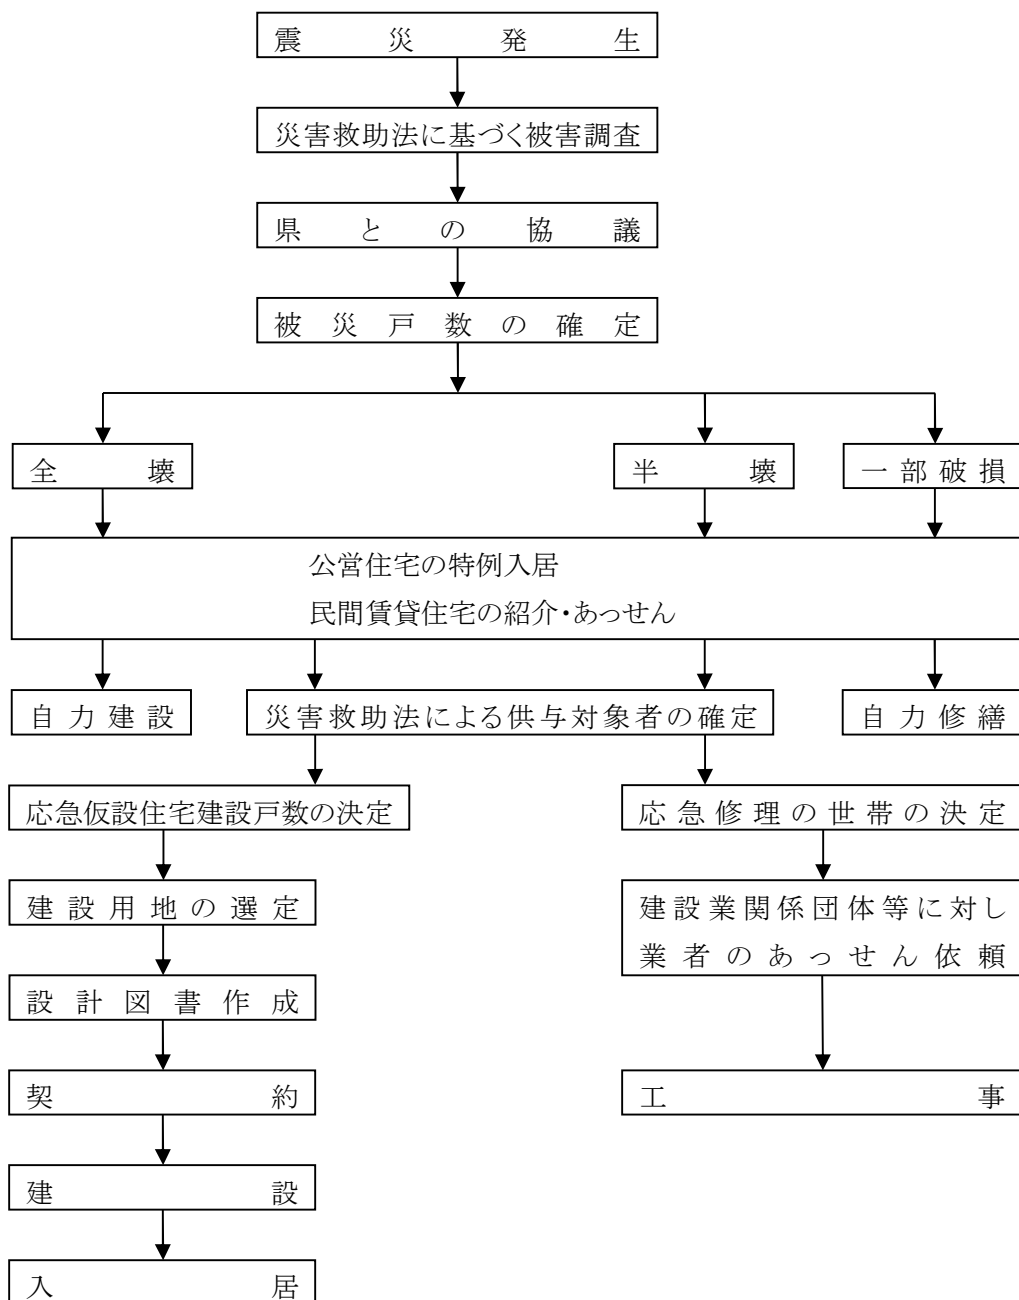 震災発生
災害救助法に基づく被害調査
県との協議
被災戸数の確定
全壊
半壊
一部破損
公営住宅の特例入居
民間賃貸住宅の紹介・あっせん
自力建設
災害救助法による供与対象者の確定
自力修繕
応急仮設住宅建設戸数の決定
応急修理の世帯の決定
建設用地の選定
建設業関係団体等に対し
業者のあっせん依頼
設計図書作成
契約
工事
建設
入居